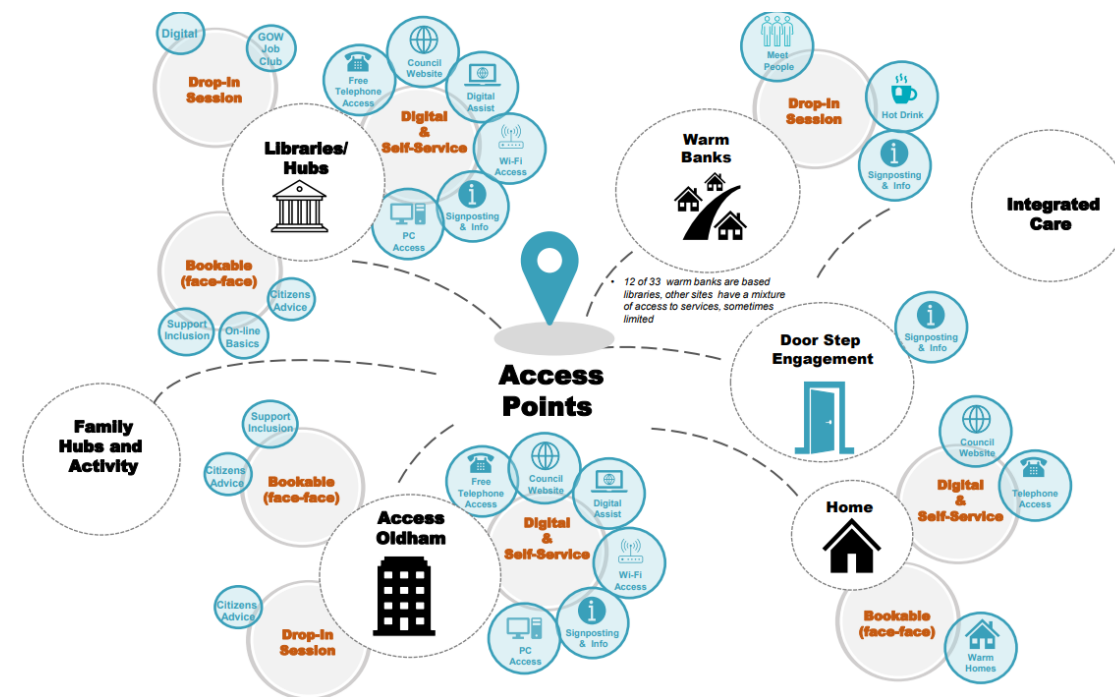 Digital
GOW
Job
Club
Drop-In
Session
Free
Telephone
Access
Council
Website
Digital
Assist
Digital
&
Self-Service
Wi-Fi
Access
Signposting
& Info
PC
Access
Libraries/
Hubs
Bookable
(face-face)
Citizens
Advice
On-line
Basics
Support
Inclusion
Meet
People
Drop-In
Session
Hot Drink
Signposting
& Info
Warm
Banks
• 12 of 33 warm banks are based
libraries, other sites have a mixture
of access to services, sometimes
limited
Integrated
Care
Door Step
Engagement
Signposting
& Info
Access
Points
Family
Hubs and
Activity
Support
Inclusion
Citizens
Advice
Bookable
(face-face)
Access
Oldham
Free
Telephone
Access
Council
Website
Digital
Assist
Digital
&
Self-Service
Wi-Fi
Access
Signposting
& Info
PC
Access
Citizens
Advice
Drop-In
Session
Home
Council
Website
Telephone
Access
Digital
&
Self-Service
Bookable
(face-face)
Warm
Homes